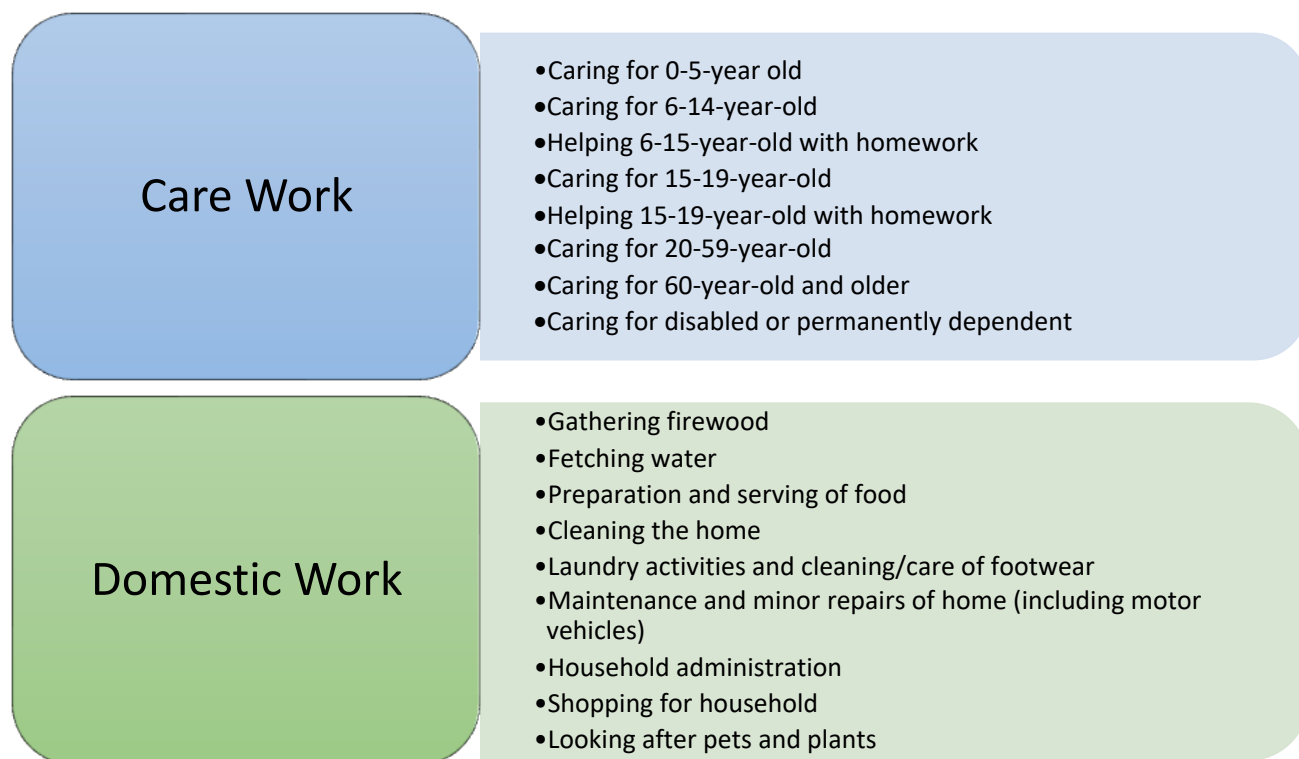 Care Work
•Caring for 0-5-year old
•Caring for 6-14-year-old
•Helping 6-15-year-old with homework
•Caring for 15-19-year-old
•Helping 15-19-year-old with homework
•Caring for 20-59-year-old
•Caring for 60-year-old and older
•Caring for disabled or permanently dependent
Domestic Work
•Gathering firewood
•Fetching water
•Preparation and serving of food
•Cleaning the home
•Laundry activities and cleaning/care of footwear
•Maintenance and minor repairs of home (including motor
vehicles)
•Household administration
•Shopping for household
•Looking after pets and plants